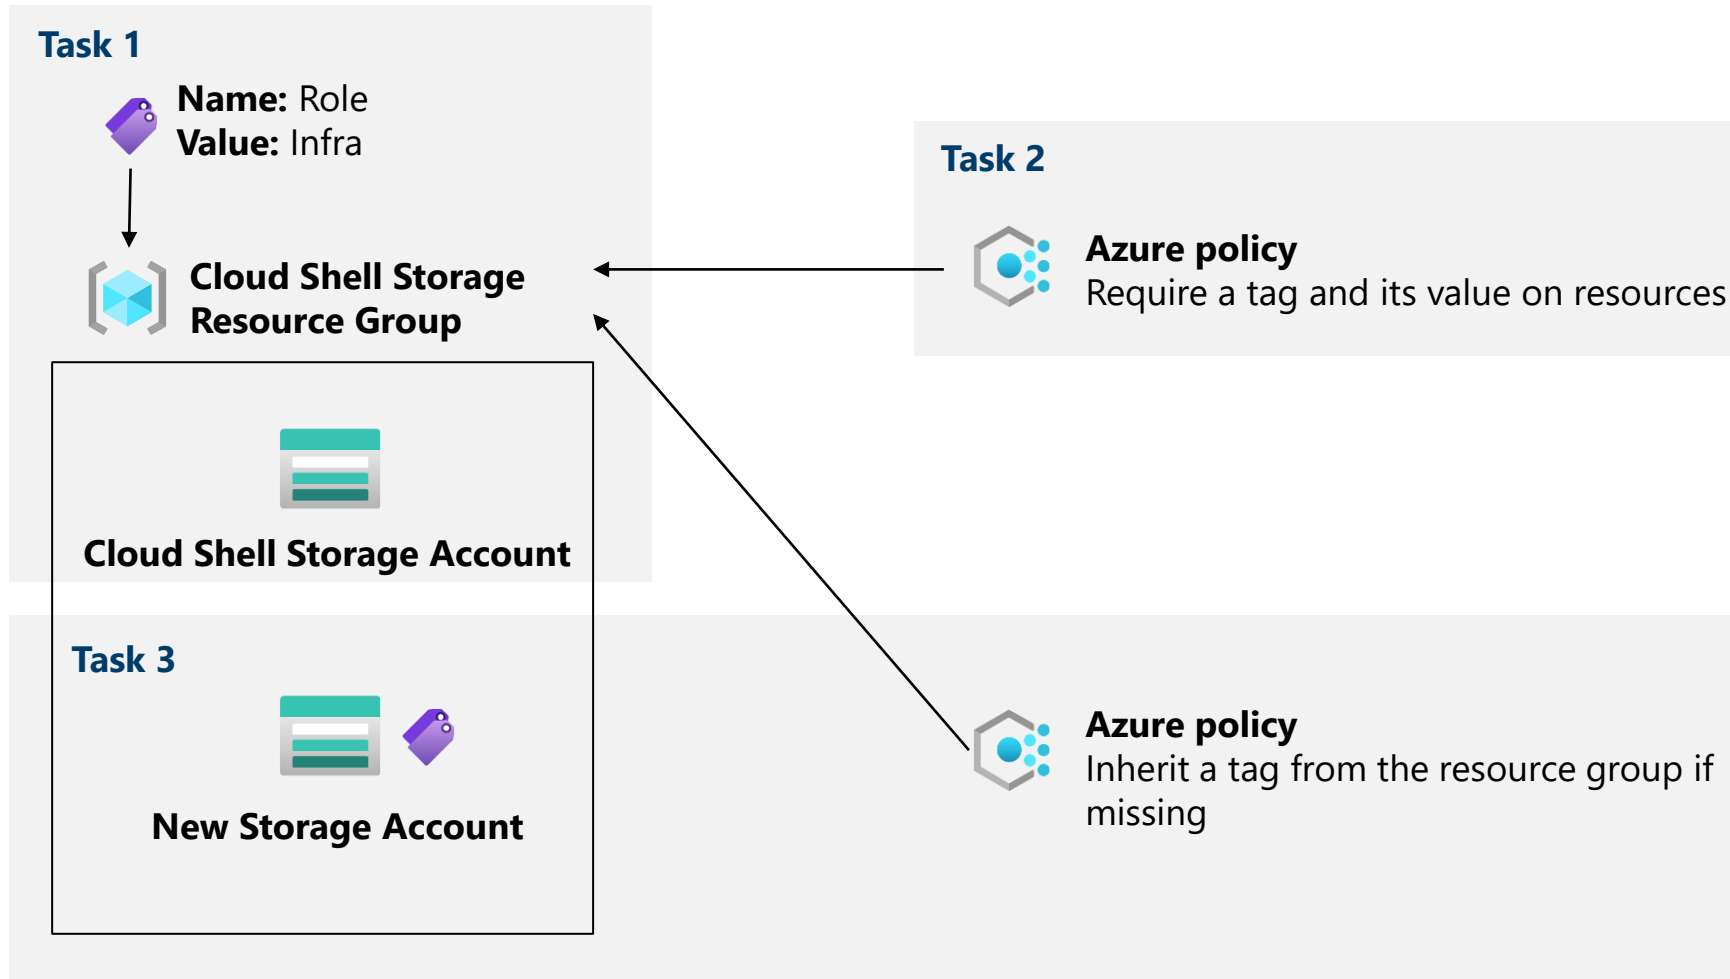 Task 1
Name: Role
Value: Infra
Cloud Shell Storage
Resource Group
Cloud Shell Storage Account
Task 2
Azure policy
Require a tag and its value on resources
Task 3
New Storage Account
Azure policy
Inherit a tag from the resource group if
missing